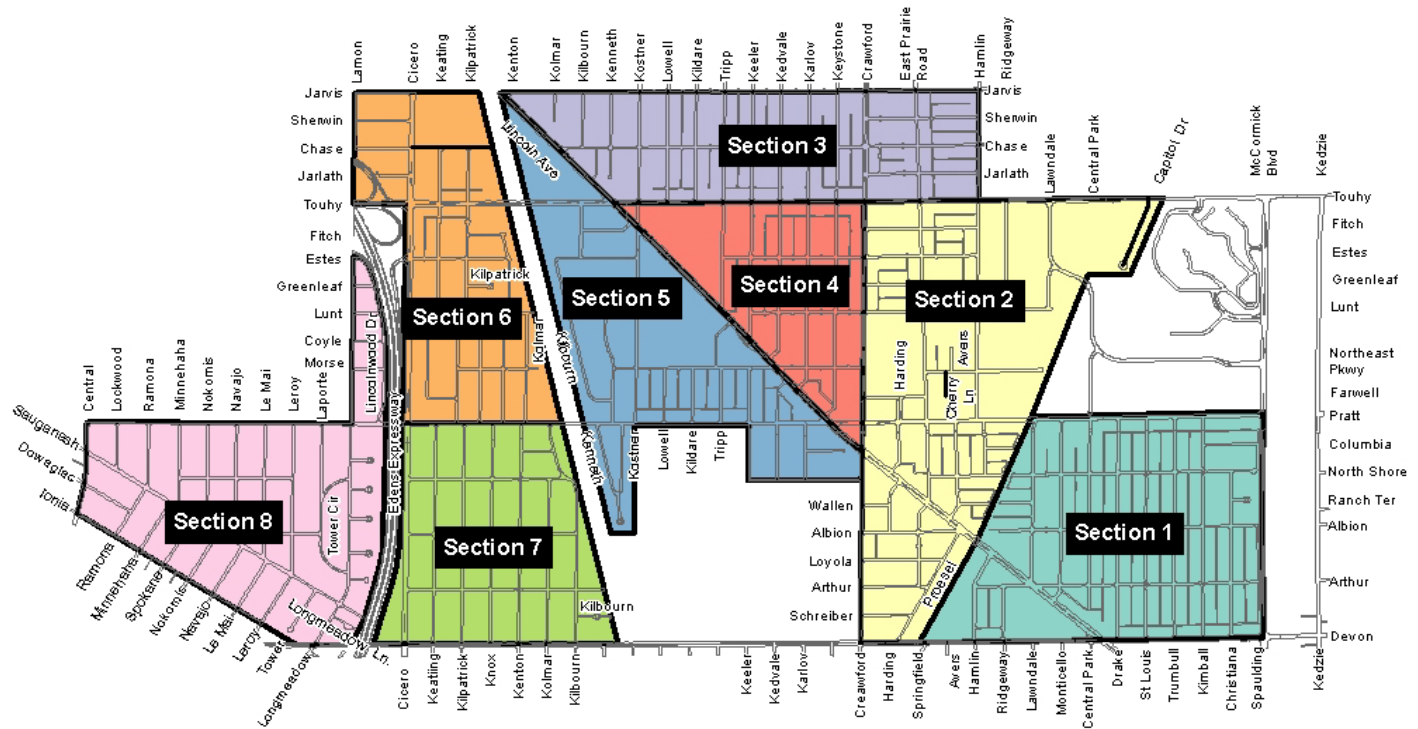 Lamon
Cicero
Keating
Kilpatrick
Kenton
Kolmar
Kilbourn
Kenneth
Kostner
Lowell
Kildare
Tripp
Keeler
Kedvale
Karlov
Keystone
Crawford
East Prairie
Road
Hamlin
Ridgeway
Jarvis
Sherwin
Chase
Jarlath
Touhy
Fitch
Estes
Greenleaf
Lunt
Coyle
Morse
Lincoln Ave
Section 3
Jarvis
Sherwin
Chase
Jarlath
Lawndale
Central Park
Capitol Dr
McCormick
Blvd
Kedzie
Touhy
Fitch
Estes
Greenleaf
Lunt
Northeast
Pkwy
Farwell
Pratt
Columbia
North Shore
Ranch Ter
Albion
Arthur
Devon
Kilpatrick
Section 6
Section 5
Section 4
Section 2
Kolmar
Kilbourn
Harding
Avers
Cherry
Ln
Lincolnwood Dr
Edens Expressway
Central
Lockwood
Ramona
Minnehaha
Nokomis
Navajo
Le Mai
Leroy
Laporte
Sauganash
Dowagiac
Ionia
Section 8
Tower Cir
Section 7
Kenneth
Kostner
Lowell
Kildare
Tripp
Wallen
Albion
Loyola
Arthur
Schreiber
Proesel
Section 1
Kilbourn
Ramona
Minnehaha
Spokane
Nokomis
Navajo
Le Mai
Leroy
Tower
Longmeadow
Longmeadow
Ln.
Cicero
Keatiing
Kilpatrick
Knox
Kenton
Kolmar
Kilbourn
Keeler
Kedvale
Karlov
Creawford
Harding
Springfield
Avers
Hamlin
Ridgeway
Lawndale
Monticello
Central Park
Drake
St Louis
Trumbull
Kimball
Christiana
Spaulding
Kedzie